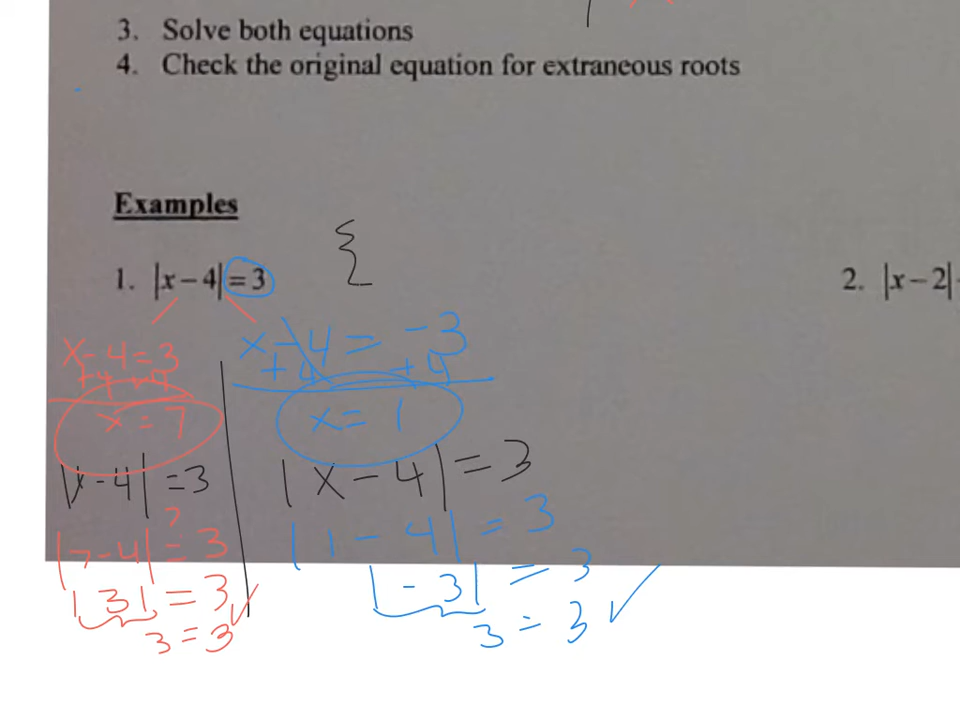 3. Solve both equations
4. Check the original equation for extraneous roots
Examples
1. |x-4|=3
{
2. |x-2|
x-4=3
+4 +4
x=7
|x-4|=3
|7-4|=3
?
|3|=3✓
3=3
x-4=-3
+4 +4
x=1
|x-4|=3
|1-4|=3
|-3|=3
3=3✓